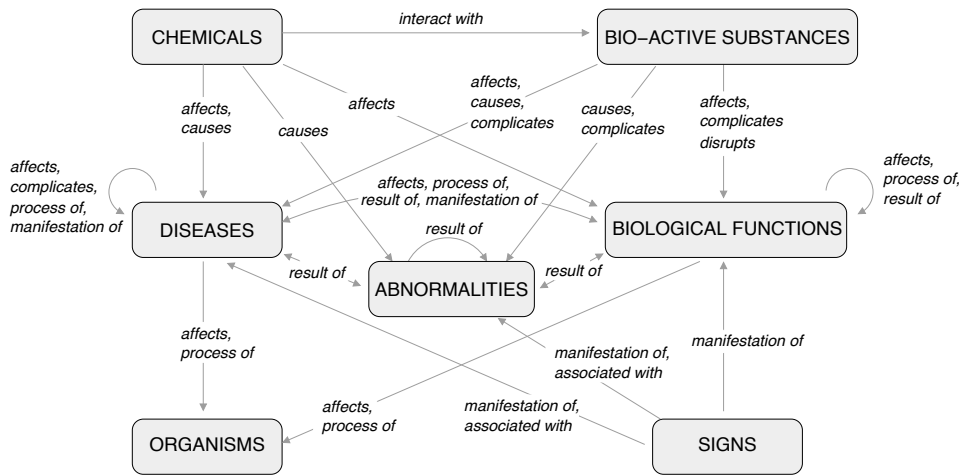 interact with
CHEMICALS
BIO–ACTIVE SUBSTANCES
affects,
causes
causes
affects
affects,
causes,
complicates
causes,
complicates
affects,
complicates
disrupts
affects,
complicates,
process of,
manifestation of
affects, process of,
result of, manifestation of
affects,
process of,
result of
DISEASES
result of
BIOLOGICAL FUNCTIONS
result of
ABNORMALITIES
result of
affects,
process of
manifestation of,
associated with
manifestation of
affects,
process of
manifestation of,
associated with
ORGANISMS
SIGNS